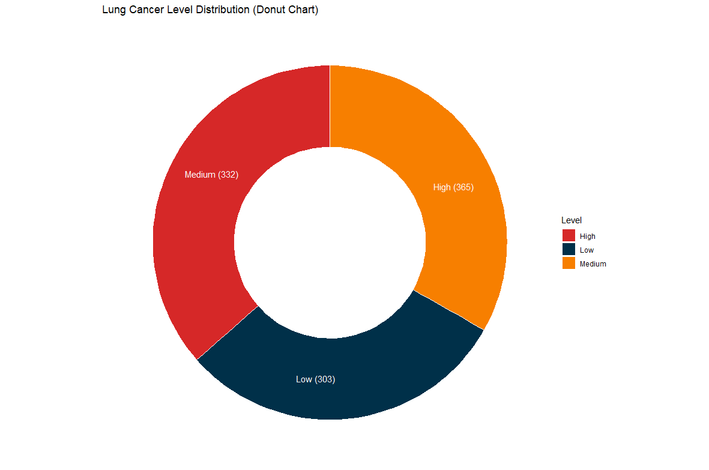 Lung Cancer Level Distribution (Donut Chart)
Medium (332)
High (365)
Low (303)
Level
High
Low
Medium